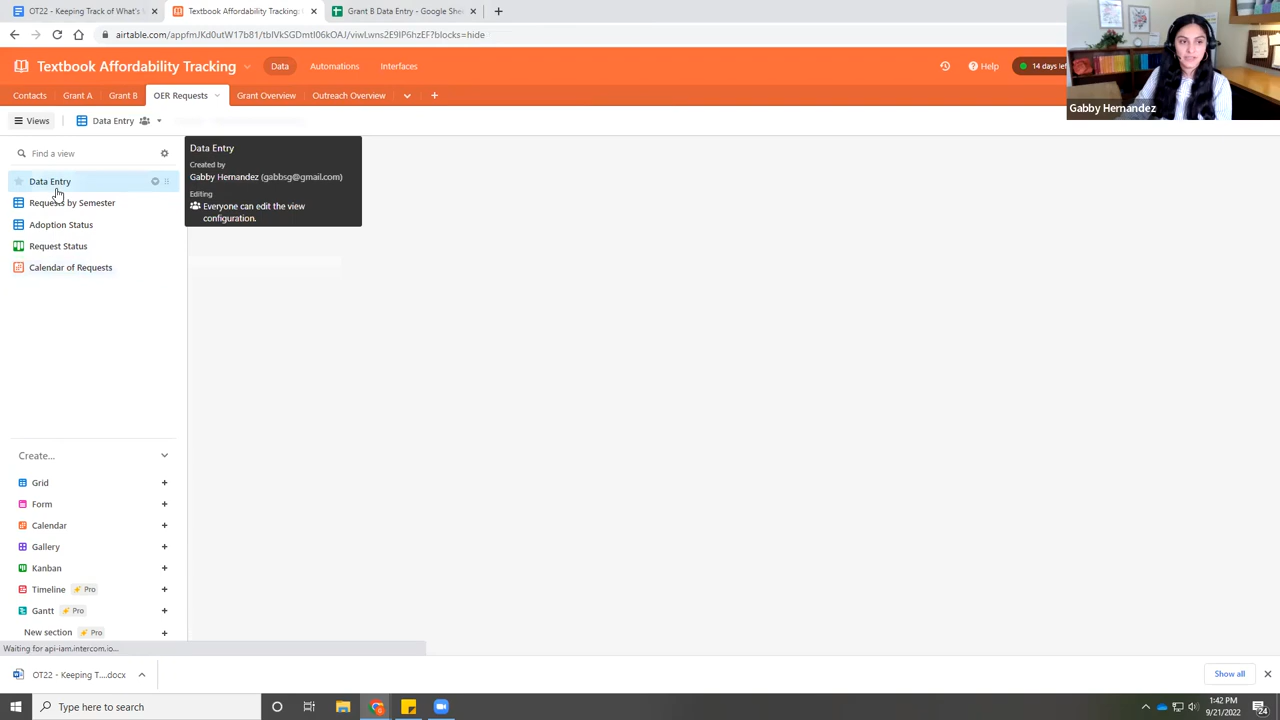 OT22 - Keeping Track of What's N
Textbook Affordability Tracking:
Grant B Data Entry - Google She
airtable.com/appfmJKd0utW17b81/tblVkSGDmtI06kOAJ/viwLwns2E9IP6hzEF?blocks=hide
Textbook Affordability Tracking
Data
Automations
Interfaces
Help
14 days lef
Contacts
Grant A
Grant B
OER Requests
Grant Overview
Outreach Overview
Views
Data Entry
Find a view
Data Entry
Requests by Semester
Adoption Status
Request Status
Calendar of Requests
Data Entry
Created by
Gabby Hernandez (gabbsg@gmail.com)
Editing
Everyone can edit the view
configuration.
Gabby Hernandez
Create...
Grid
Form
Calendar
Gallery
Kanban
Timeline Pro
Gantt Pro
New section Pro
Waiting for api-iam.intercom.io...
OT22 - Keeping T....docx
Show all
Type here to search
1:42 PM
9/21/2022
24